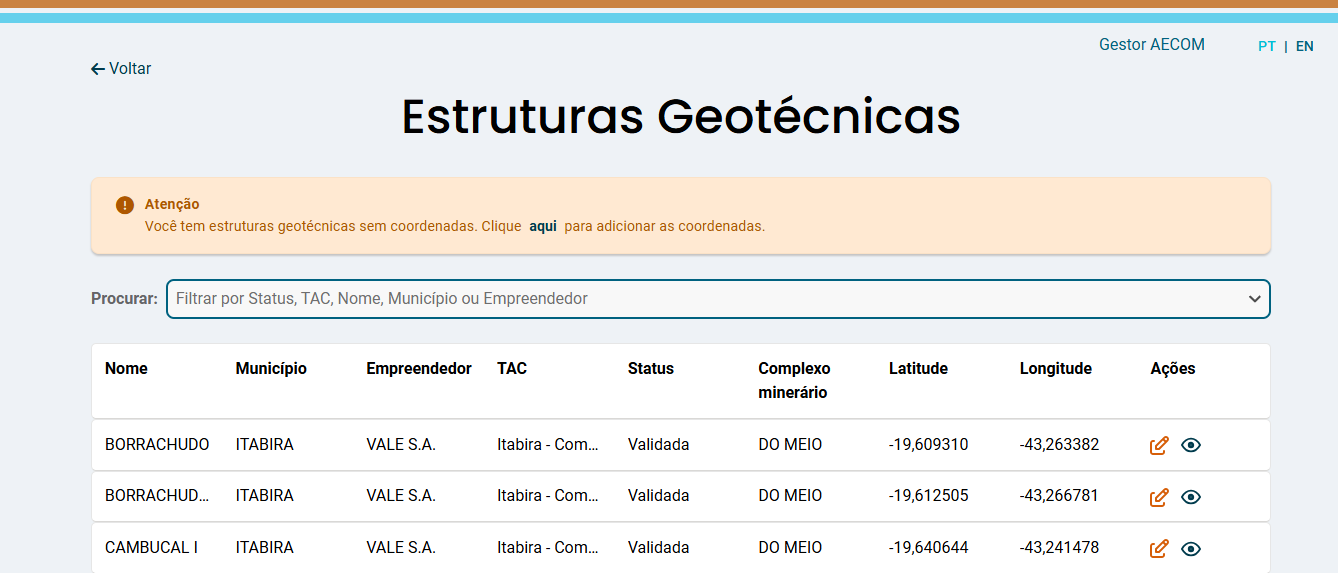 Gestor AECOM PT | EN
Voltar
Estruturas Geotécnicas
Atenção
Você tem estruturas geotécnicas sem coordenadas. Clique aqui para adicionar as coordenadas.
Procurar: Filtrar por Status, TAC, Nome, Município ou Empreendedor
Nome Município Empreendedor TAC Status Complexo minerário Latitude Longitude Ações
BORRACHUDO ITABIRA VALE S.A. Itabira - Com... Validada DO MEIO -19,609310 -43,263382
BORRACHUD... ITABIRA VALE S.A. Itabira - Com... Validada DO MEIO -19,612505 -43,266781
CAMBUCAL I ITABIRA VALE S.A. Itabira - Com... Validada DO MEIO -19,640644 -43,241478